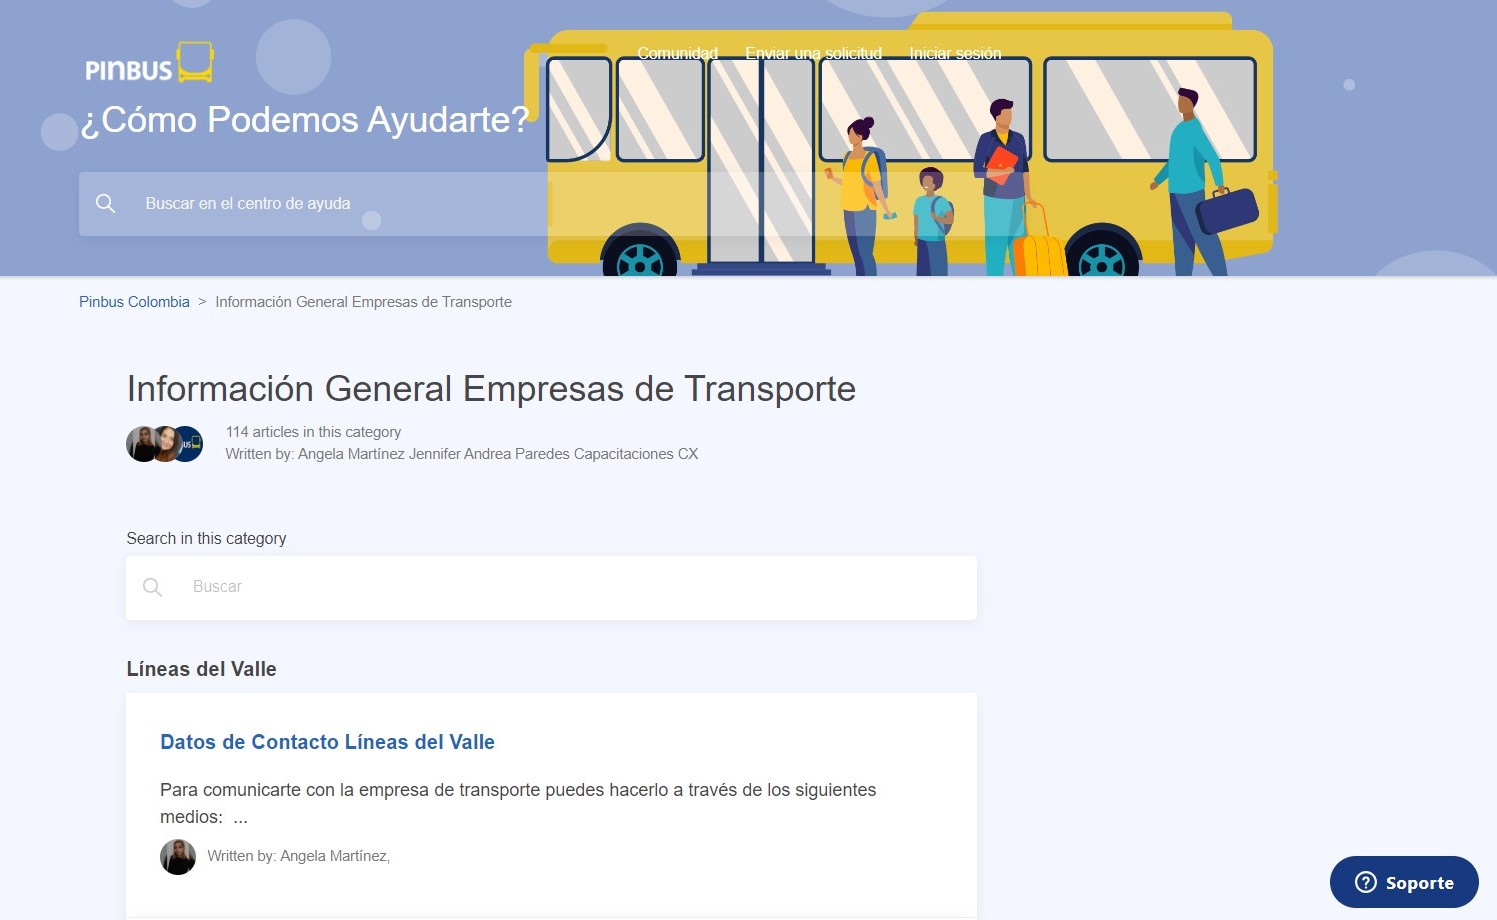 PINBUS
Comunidad
Enviar una solicitud
Iniciar sesión
¿Cómo Podemos Ayudarte?
Buscar en el centro de ayuda
Pinbus Colombia > Información General Empresas de Transporte
Información General Empresas de Transporte
114 articles in this category
Written by: Angela Martínez Jennifer Andrea Paredes Capacitaciones CX
Search in this category
Buscar
Líneas del Valle
Datos de Contacto Líneas del Valle
Para comunicarte con la empresa de transporte puedes hacerlo a través de los siguientes
medios:  ...
Written by: Angela Martínez,
Soporte